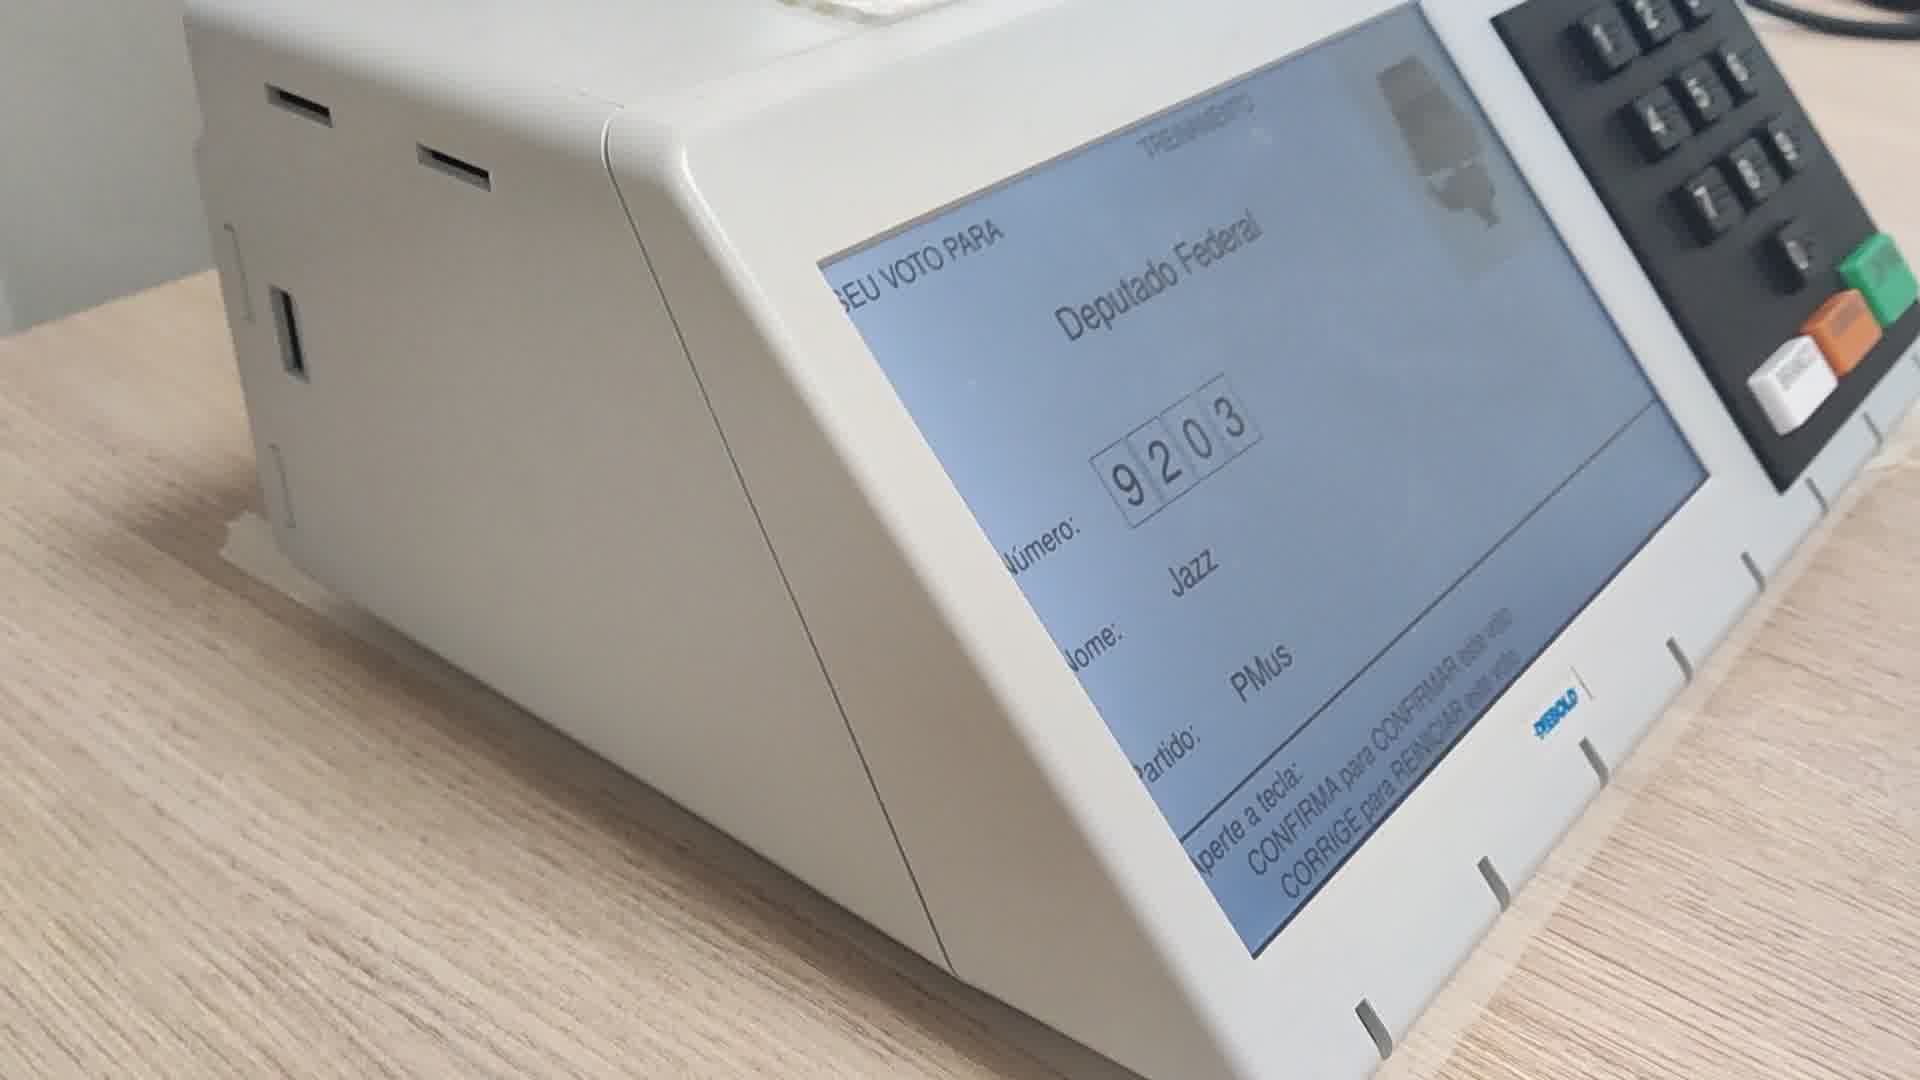 TREINAMENTO
SEU VOTO PARA
Deputado Federal
Número: 9203
Nome: Jazz
Partido: PMus
Aperte a tecla:
CONFIRMA para CONFIRMAR este voto
CORRIGE para REINICIAR este voto
DIEBOLD
1 2
4 5 6
7 8 9
0